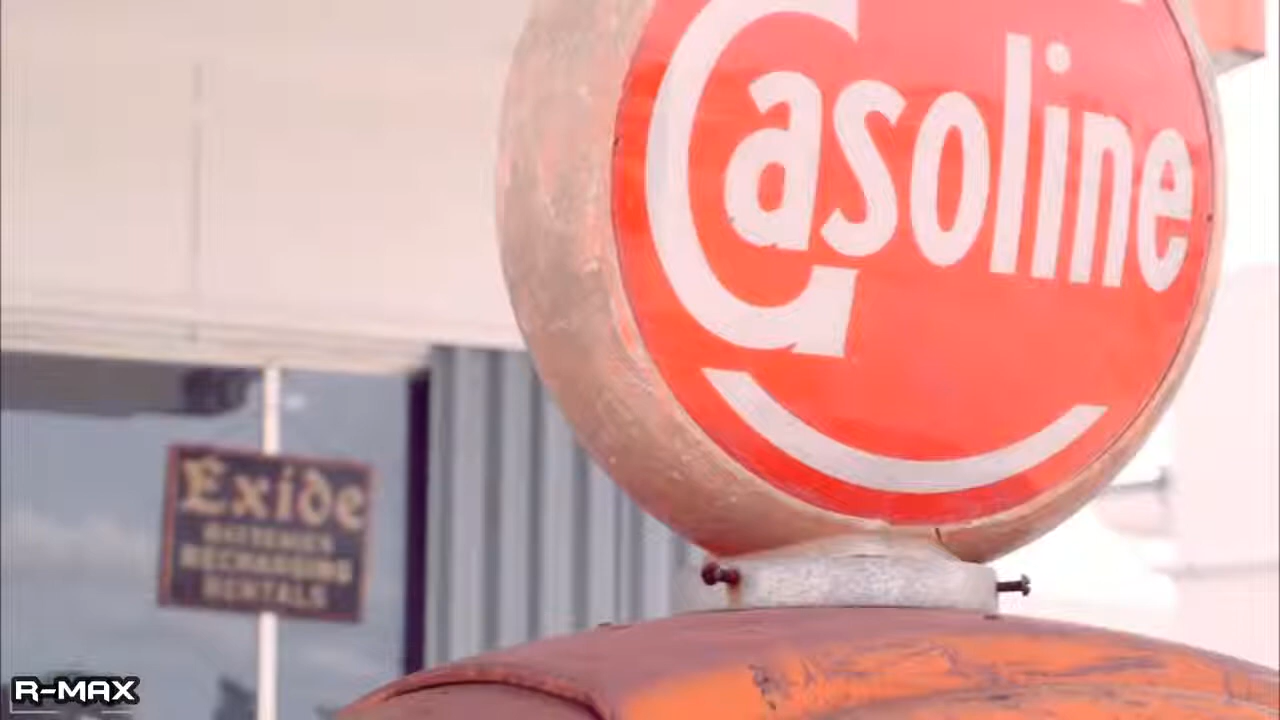 Gasoline
Exide
BATTERIES
RECHARGING
RENTALS
R-MAX